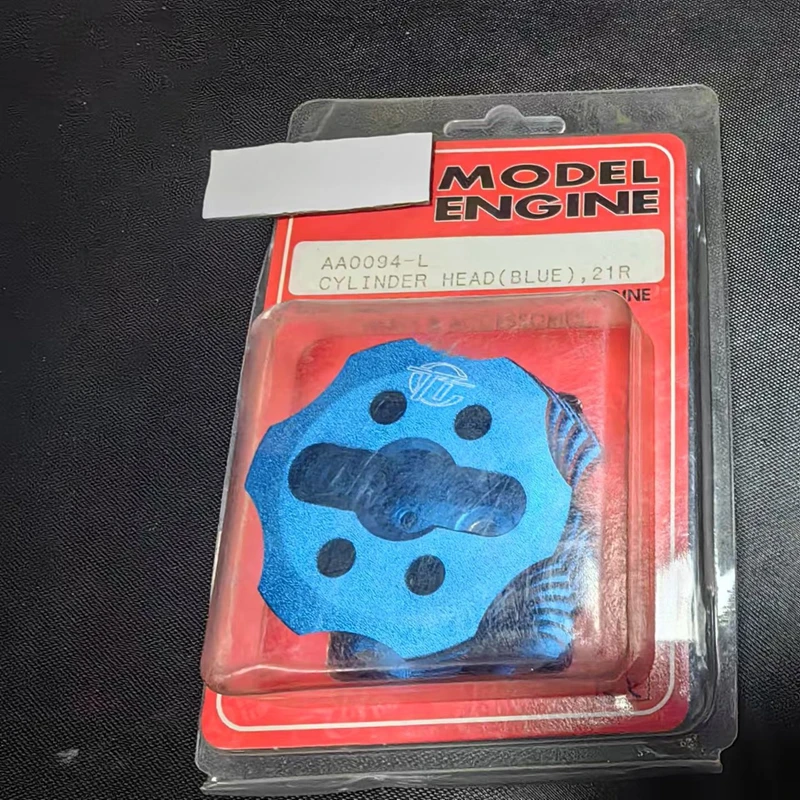 MODEL
ENGINE
AA0094-L
CYLINDER HEAD(BLUE),21R